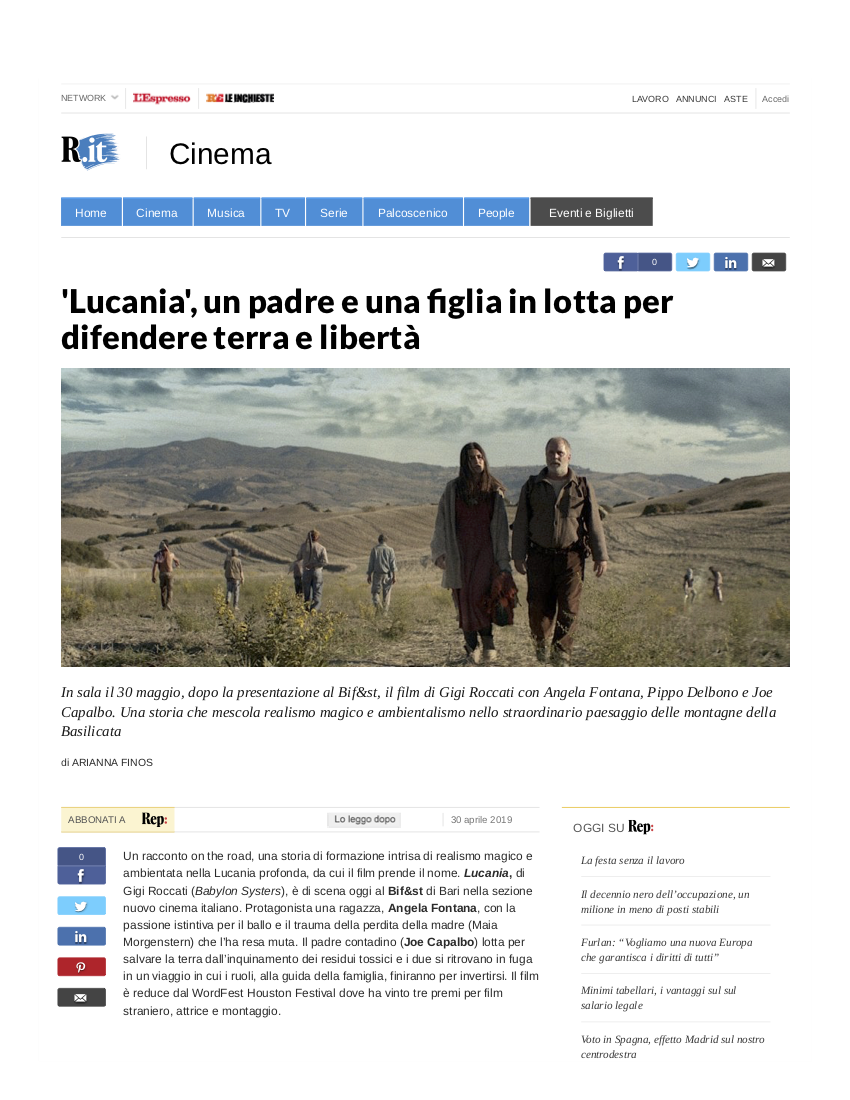 NETWORK L'Espresso RE LE INCHIESTE LAVORO ANNUNCI ASTE Accedi
R.it Cinema
Home Cinema Musica TV Serie Palcoscenico People Eventi e Biglietti
f 0 in
'Lucania', un padre e una figlia in lotta per
difendere terra e libertà
In sala il 30 maggio, dopo la presentazione al Bif&st, il film di Gigi Roccati con Angela Fontana, Pippo Delbono e Joe
Capalbo. Una storia che mescola realismo magico e ambientalismo nello straordinario paesaggio delle montagne della
Basilicata
di ARIANNA FINOS
ABBONATI A Rep: Lo leggo dopo 30 aprile 2019
0
f
in
Un racconto on the road, una storia di formazione intrisa di realismo magico e
ambientata nella Lucania profonda, da cui il film prende il nome. Lucania, di
Gigi Roccati (Babylon Systers), è di scena oggi al Bif&st di Bari nella sezione
nuovo cinema italiano. Protagonista una ragazza, Angela Fontana, con la
passione istintiva per il ballo e il trauma della perdita della madre (Maia
Morgenstern) che l'ha resa muta. Il padre contadino (Joe Capalbo) lotta per
salvare la terra dall'inquinamento dei residui tossici e i due si ritrovano in fuga
in un viaggio in cui i ruoli, alla guida della famiglia, finiranno per invertirsi. Il film
è reduce dal WordFest Houston Festival dove ha vinto tre premi per film
straniero, attrice e montaggio.
OGGI SU Rep:
La festa senza il lavoro
Il decennio nero dell'occupazione, un
milione in meno di posti stabili
Furlan: “Vogliamo una nuova Europa
che garantisca i diritti di tutti”
Minimi tabellari, i vantaggi sul sul
salario legale
Voto in Spagna, effetto Madrid sul nostro
centrodestra